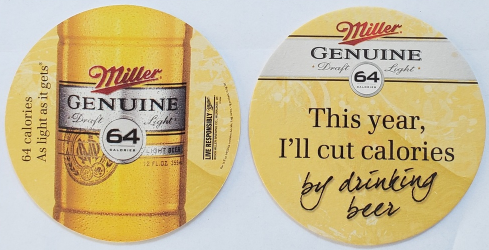 64 calories
As light as it gets®
Miller
GENUINE
Draft Light
64
CALORIES
LIGHT BEER
12 FL. OZ.
LIVE RESPONSIBLY
Miller
GENUINE
Draft Light
64
CALORIES
This year,
I'll cut calories
by drinking
beer